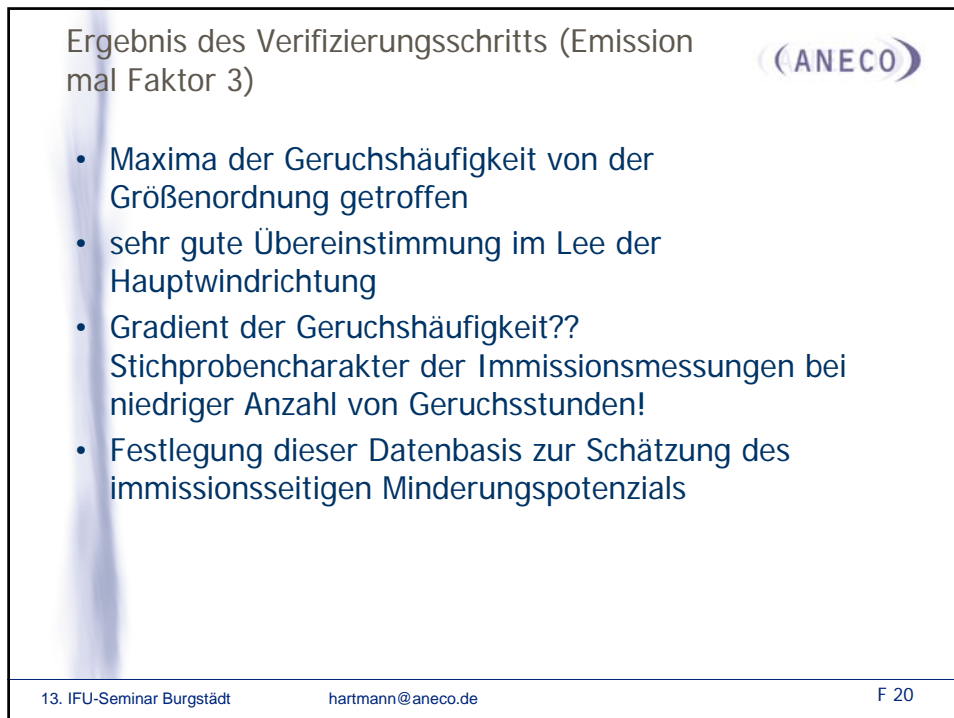 Ergebnis des Verifizierungsschritts (Emission
mal Faktor 3)
((ANECO))
• Maxima der Geruchshäufigkeit von der
Größenordnung getroffen
• sehr gute Übereinstimmung im Lee der
Hauptwindrichtung
• Gradient der Geruchshäufigkeit??
Stichprobencharakter der Immissionsmessungen bei
niedriger Anzahl von Geruchsstunden!
• Festlegung dieser Datenbasis zur Schätzung des
immissionsseitigen Minderungspotenzials
13. IFU-Seminar Burgstädt hartmann@aneco.de F 20